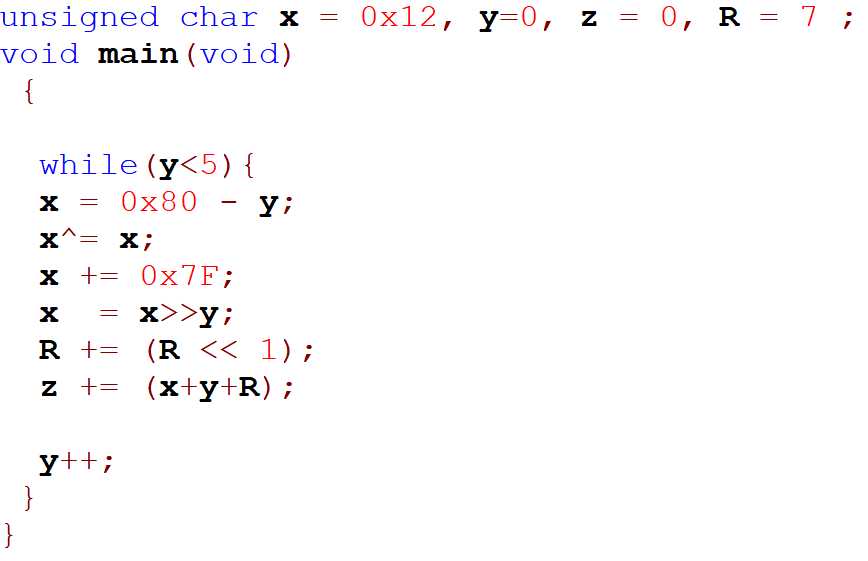 unsigned char x = 0x12, y=0, z = 0, R = 7 ;
void main(void)
{
while(y<5){
x = 0x80 - y;
x^= x;
x += 0x7F;
x  = x>>y;
R += (R << 1);
z += (x+y+R);
y++;
}
}